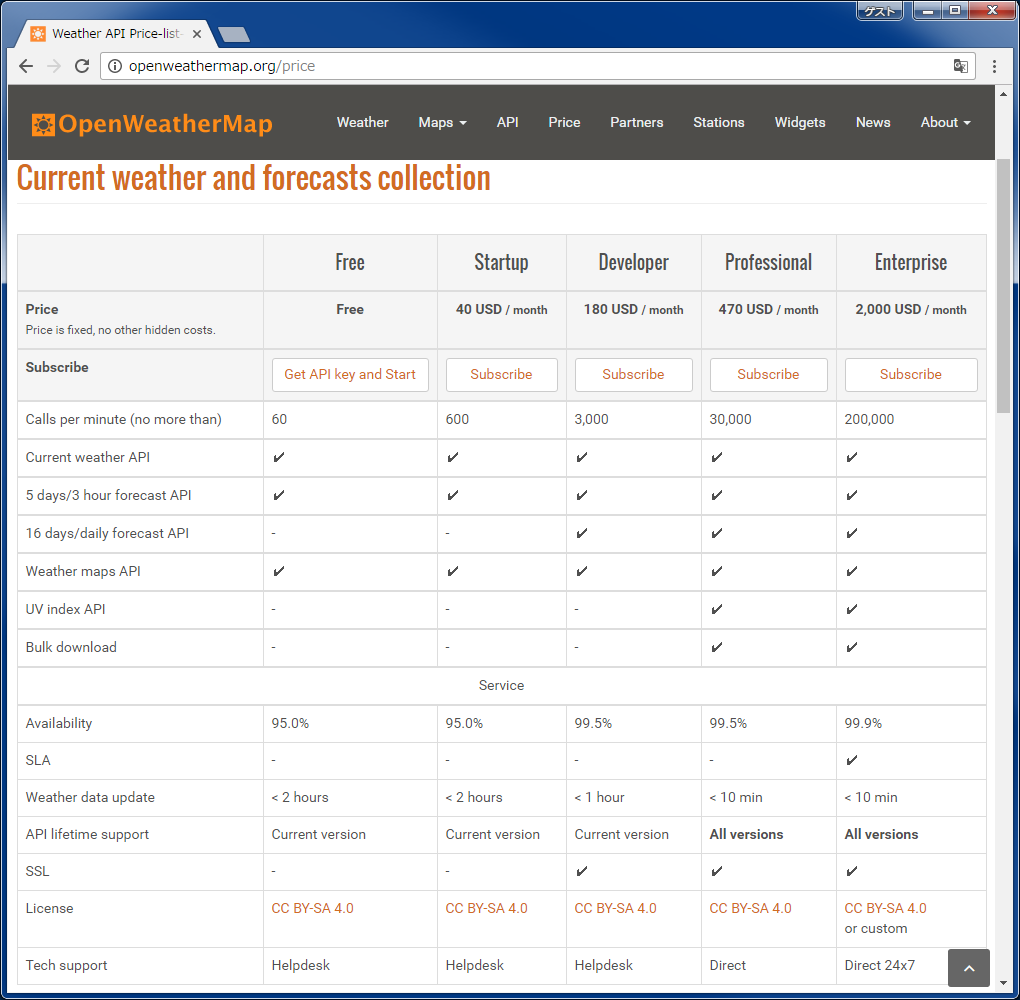 ゲスト
Weather API Price-list-
openweathermap.org/price
OpenWeatherMap Weather Maps API Price Partners Stations Widgets News About
Current weather and forecasts collection
Free Startup Developer Professional Enterprise
Price Free 40 USD / month 180 USD / month 470 USD / month 2,000 USD / month
Price is fixed, no other hidden costs.
Subscribe Get API key and Start Subscribe Subscribe Subscribe Subscribe
Calls per minute (no more than) 60 600 3,000 30,000 200,000
Current weather API ✔ ✔ ✔ ✔ ✔
5 days/3 hour forecast API ✔ ✔ ✔ ✔ ✔
16 days/daily forecast API - - ✔ ✔ ✔
Weather maps API ✔ ✔ ✔ ✔ ✔
UV index API - - - ✔ ✔
Bulk download - - - ✔ ✔
Service
Availability 95.0% 95.0% 99.5% 99.5% 99.9%
SLA - - - - ✔
Weather data update < 2 hours < 2 hours < 1 hour < 10 min < 10 min
API lifetime support Current version Current version Current version All versions All versions
SSL - - ✔ ✔ ✔
License CC BY-SA 4.0 CC BY-SA 4.0 CC BY-SA 4.0 CC BY-SA 4.0 CC BY-SA 4.0
or custom
Tech support Helpdesk Helpdesk Helpdesk Direct Direct 24x7